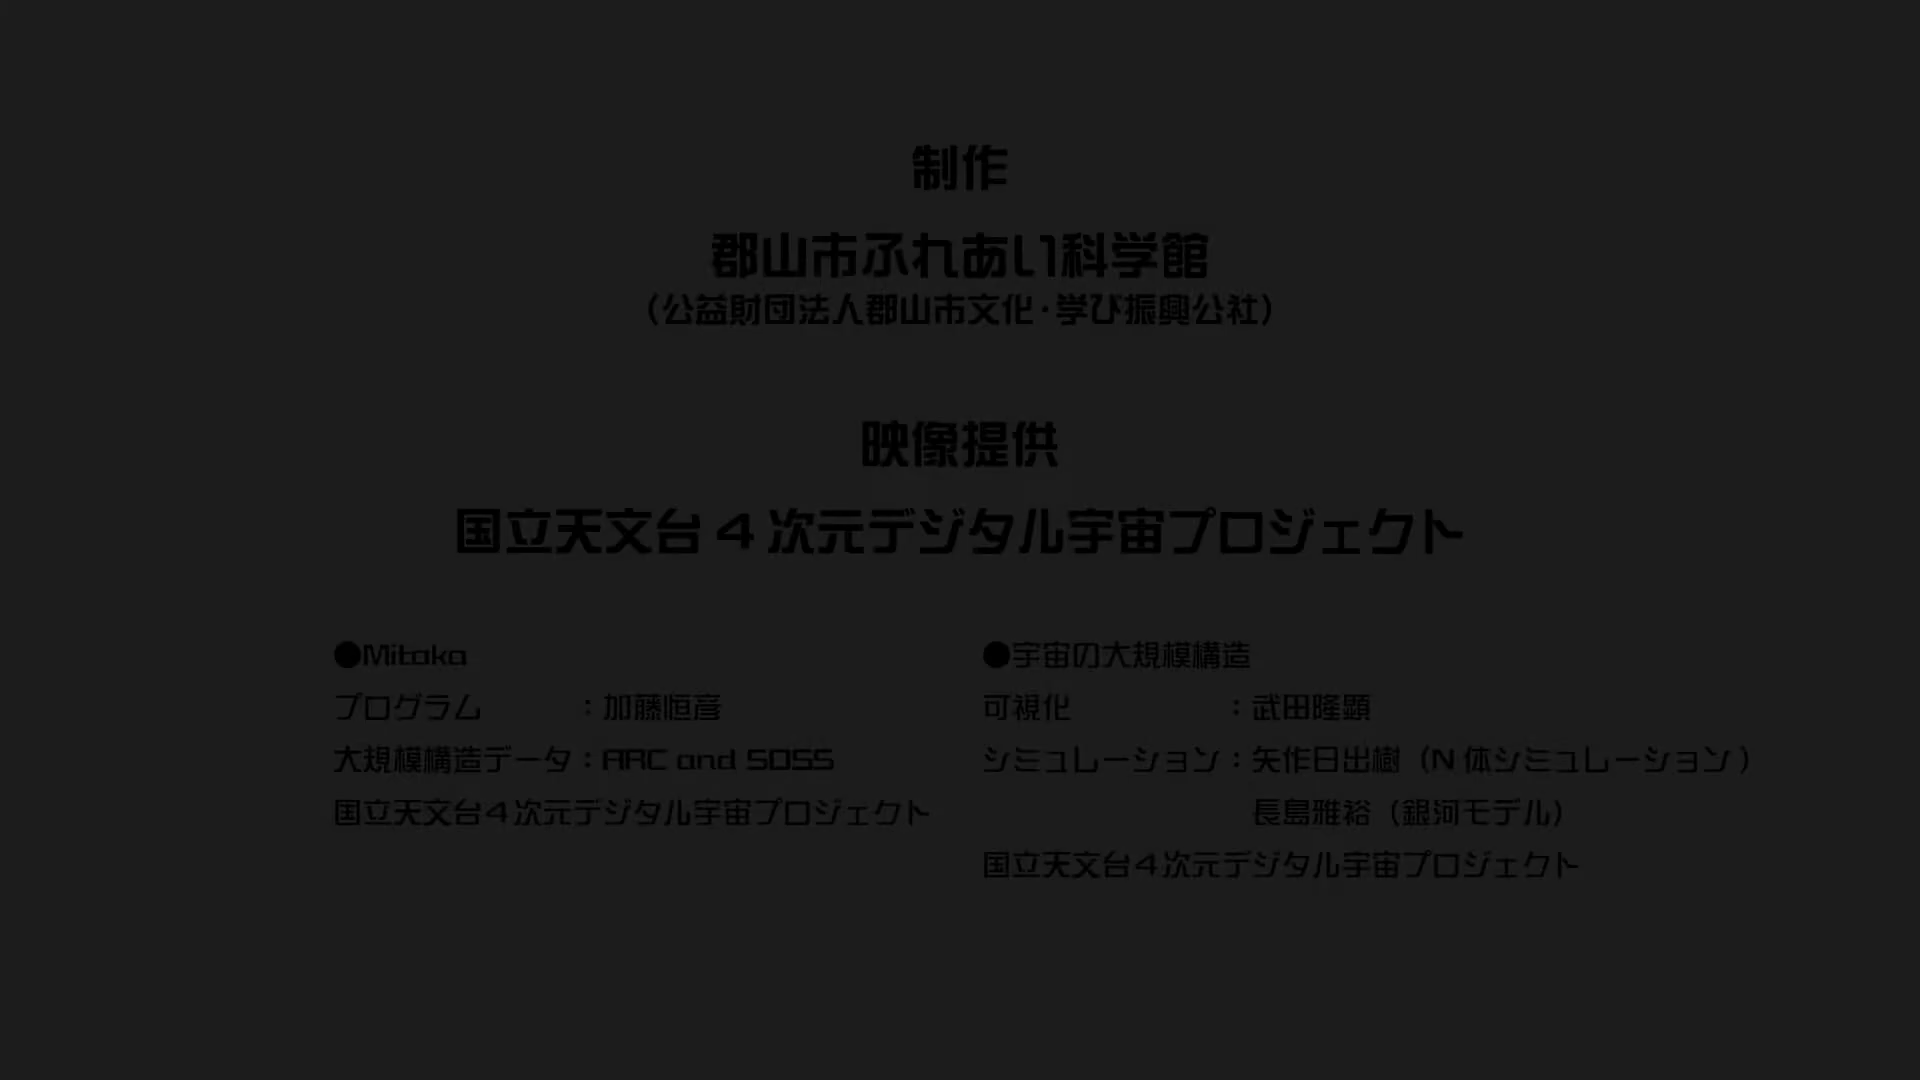 制作
郡山市ふれあい科学館
（公益財団法人郡山市文化・学び振興公社）
映像提供
国立天文台４次元デジタル宇宙プロジェクト
●Mitaka
プログラム：加藤恒彦
大規模構造データ：ARC and SDSS
国立天文台４次元デジタル宇宙プロジェクト
●宇宙の大規模構造
可視化：武田隆顕
シミュレーション：矢作日出樹（N 体シミュレーション）
長島雅裕（銀河モデル）
国立天文台４次元デジタル宇宙プロジェクト